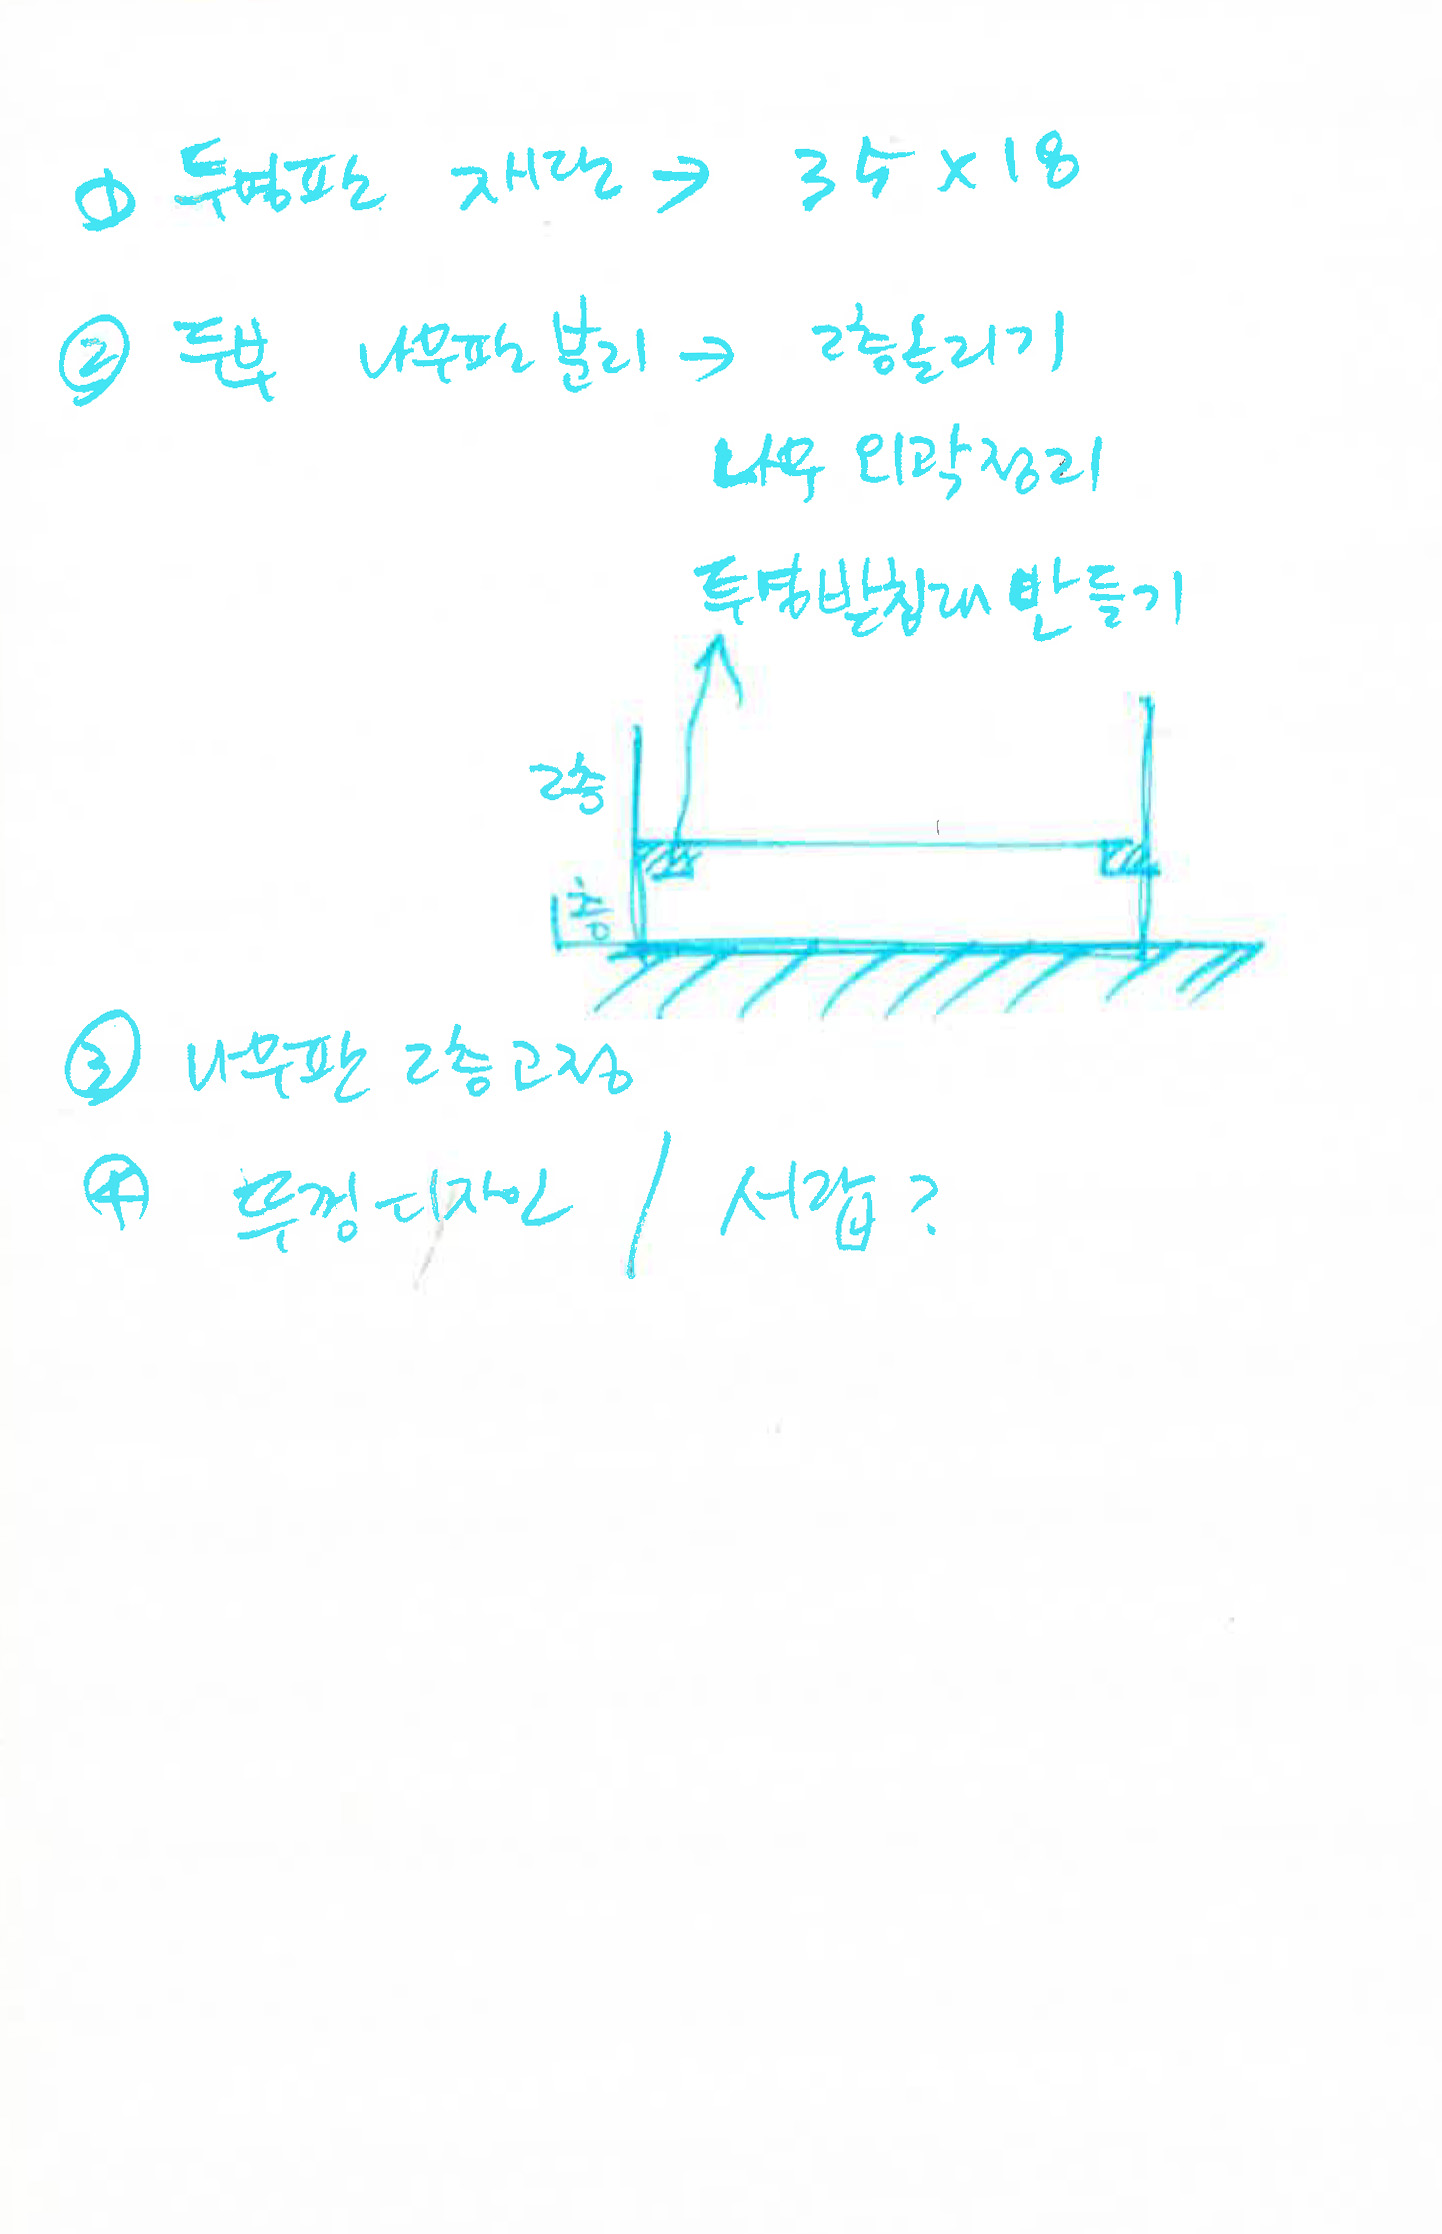 ① 투명판 재단 → 35 x 18
② 두부 나무판 분리 → 2층올리기
나무 외곽정리
투명받침대 만들기
2층
1층
③ 나무판 2층고정
④ 뚜껑디자인 / 서랍?